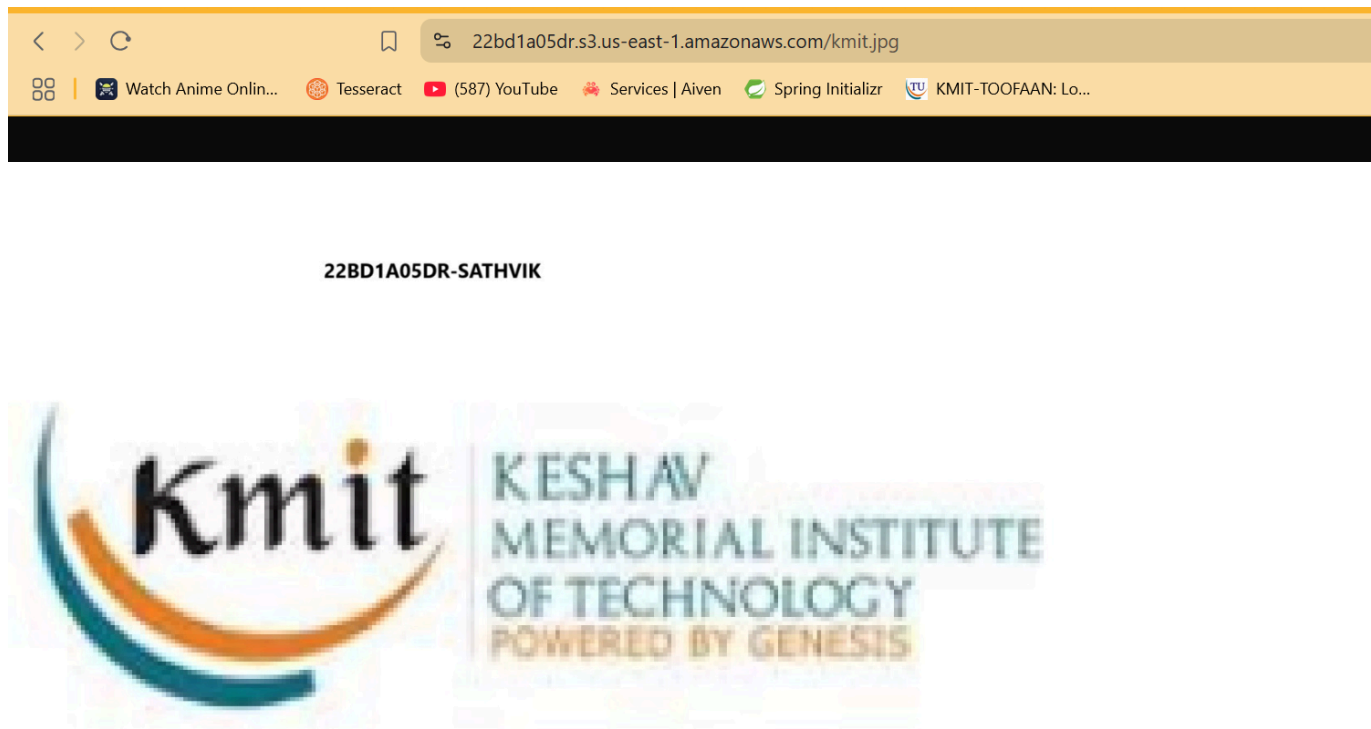 22bd1a05dr.s3.us-east-1.amazonaws.com/kmit.jpg
Watch Anime Onlin... Tesseract (587) YouTube Services | Aiven Spring Initializr TU KMIT-TOOFAAN: Lo...
22BD1A05DR-SATHVIK
Kmit
KESHAV
MEMORIAL INSTITUTE
OF TECHNOLOGY
POWERED BY GENESIS